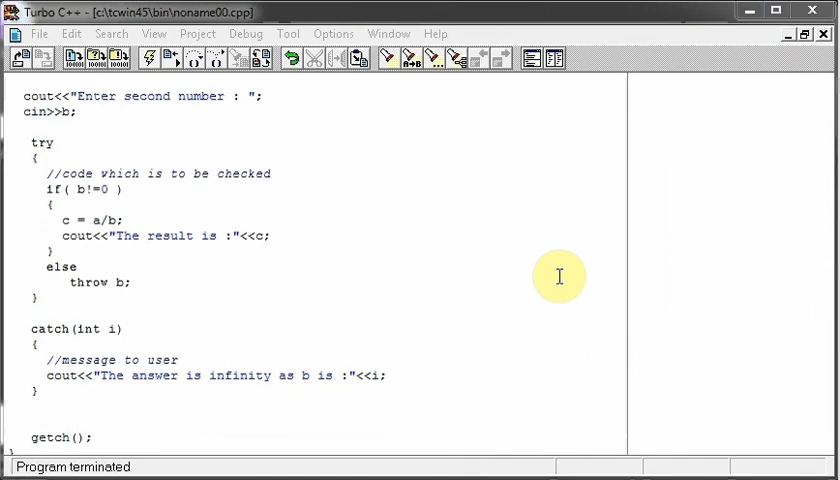 Turbo C++ - [c:\tcwin45\bin\noname00.cpp]
File Edit Search View Project Debug Tool Options Window Help
cout<<"Enter second number : ";
cin>>b;
try
{
//code which is to be checked
if( b!=0 )
{
c = a/b;
cout<<"The result is :"<<c;
}
else
throw b;
}
catch(int i)
{
//message to user
cout<<"The answer is infinity as b is :"<<i;
}
getch();
}
Program terminated